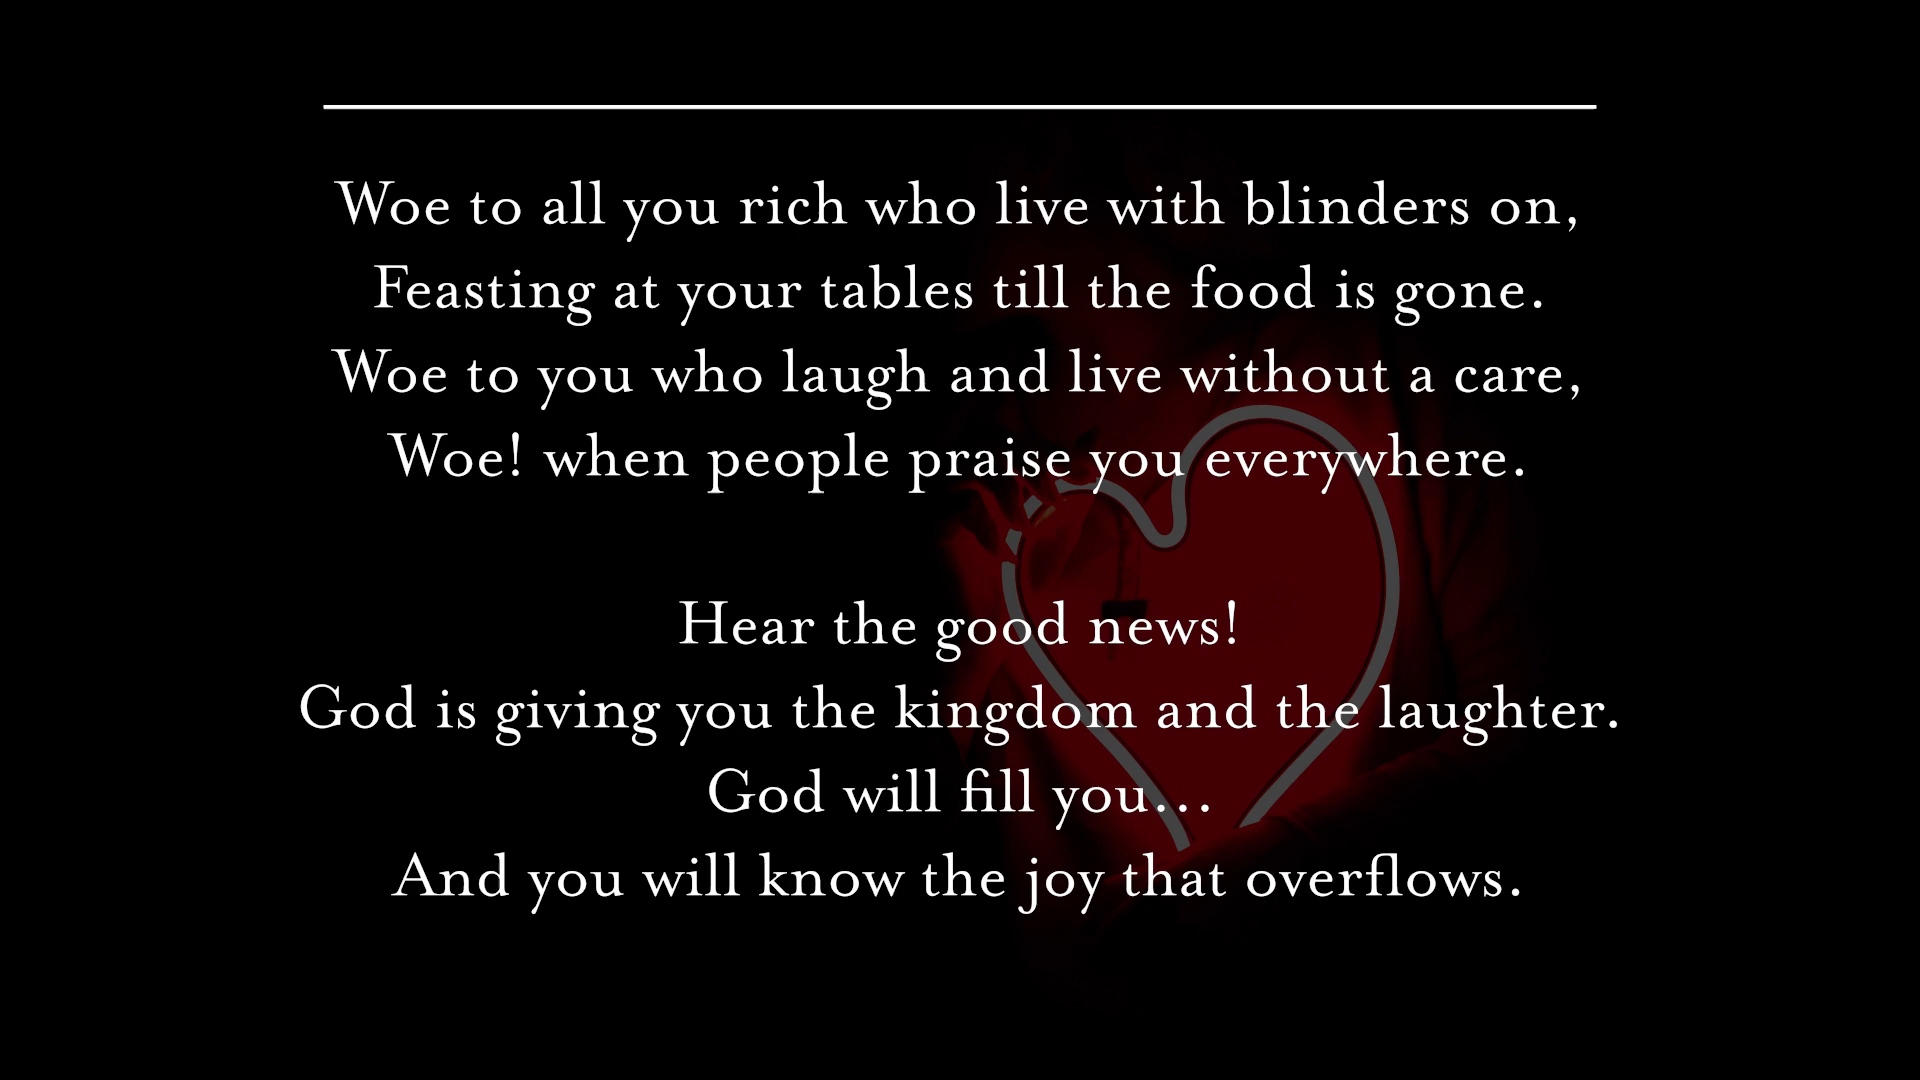 Woe to all you rich who live with blinders on,
Feasting at your tables till the food is gone.
Woe to you who laugh and live without a care,
Woe! when people praise you everywhere.
Hear the good news!
God is giving you the kingdom and the laughter.
God will fill you...
And you will know the joy that overflows.